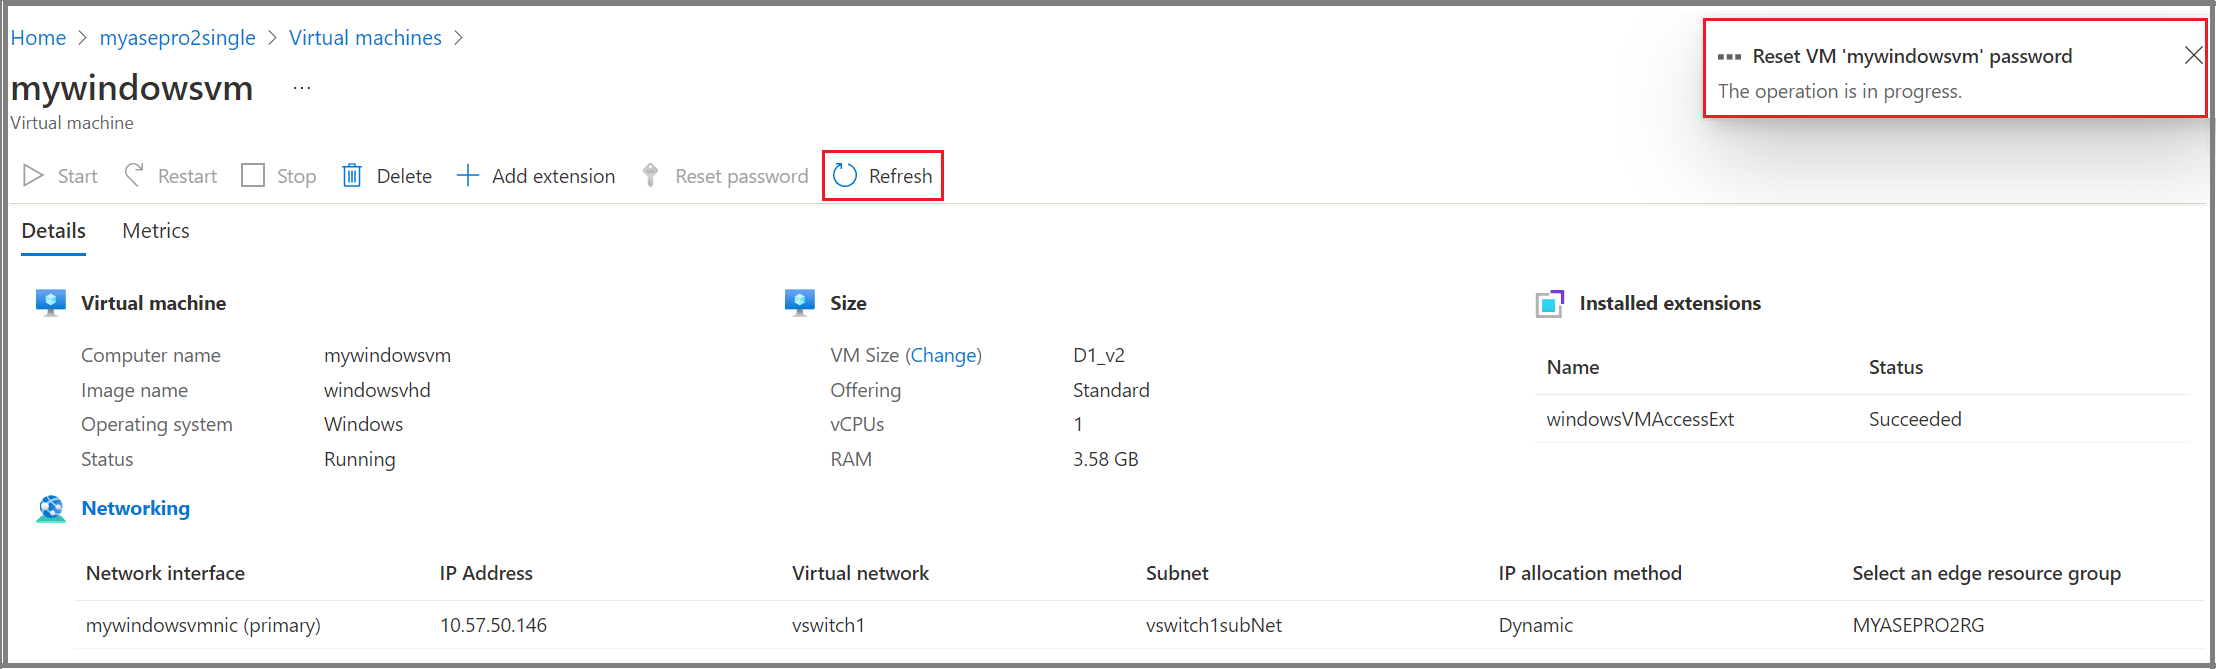 Home > myasepro2single > Virtual machines >
mywindowsvm ...
Virtual machine
Reset VM 'mywindowsvm' password
The operation is in progress.
Start Restart Stop Delete Add extension Reset password Refresh
Details Metrics
Virtual machine
Computer name mywindowsvm
Image name windowsvhd
Operating system Windows
Status Running
Size
VM Size (Change) D1_v2
Offering Standard
vCPUs 1
RAM 3.58 GB
Installed extensions
Name Status
windowsVMAccessExt Succeeded
Networking
Network interface IP Address Virtual network Subnet IP allocation method Select an edge resource group
mywindowsvmnic (primary) 10.57.50.146 vswitch1 vswitch1subNet Dynamic MYASEPRO2RG